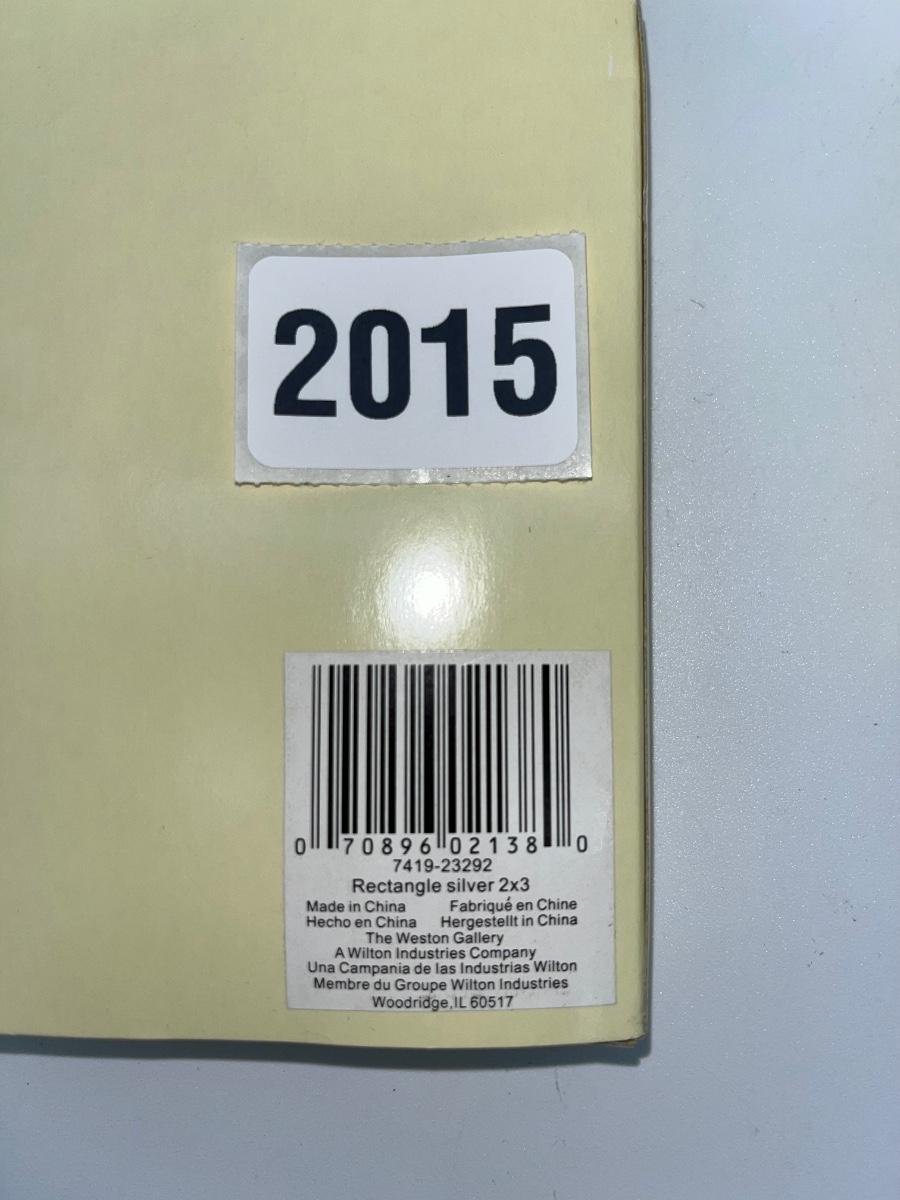 2015
0 70896 02138 0
7419-23292
Rectangle silver 2x3
Made in China Fabriqué en Chine
Hecho en China Hergestellt in China
The Weston Gallery
A Wilton Industries Company
Una Campania de las Industrias Wilton
Membre du Groupe Wilton Industries
Woodridge,IL 60517